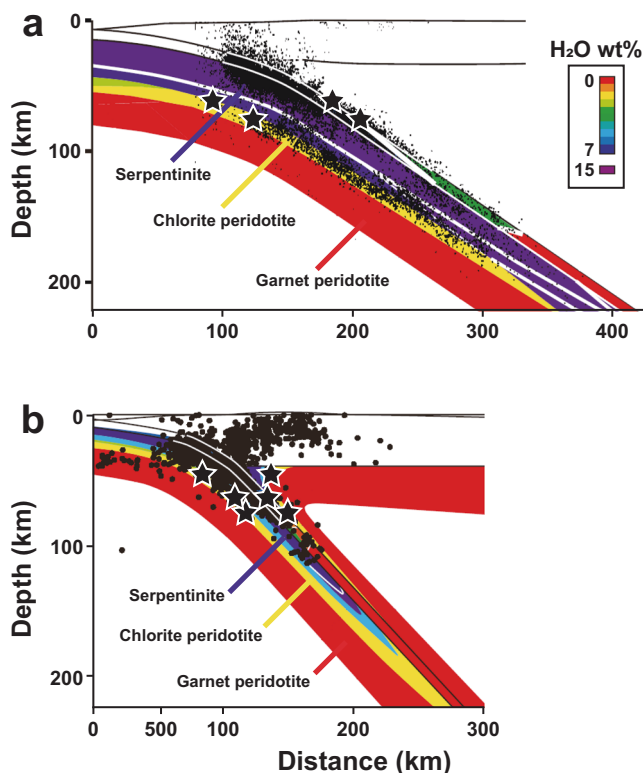 a
H₂O wt%
0
7
15
0
100
200
Depth (km)
Serpentinite
Chlorite peridotite
Garnet peridotite
0
100
200
300
400
b
0
100
200
Depth (km)
Serpentinite
Chlorite peridotite
Garnet peridotite
0
500
100
200
300
Distance (km)